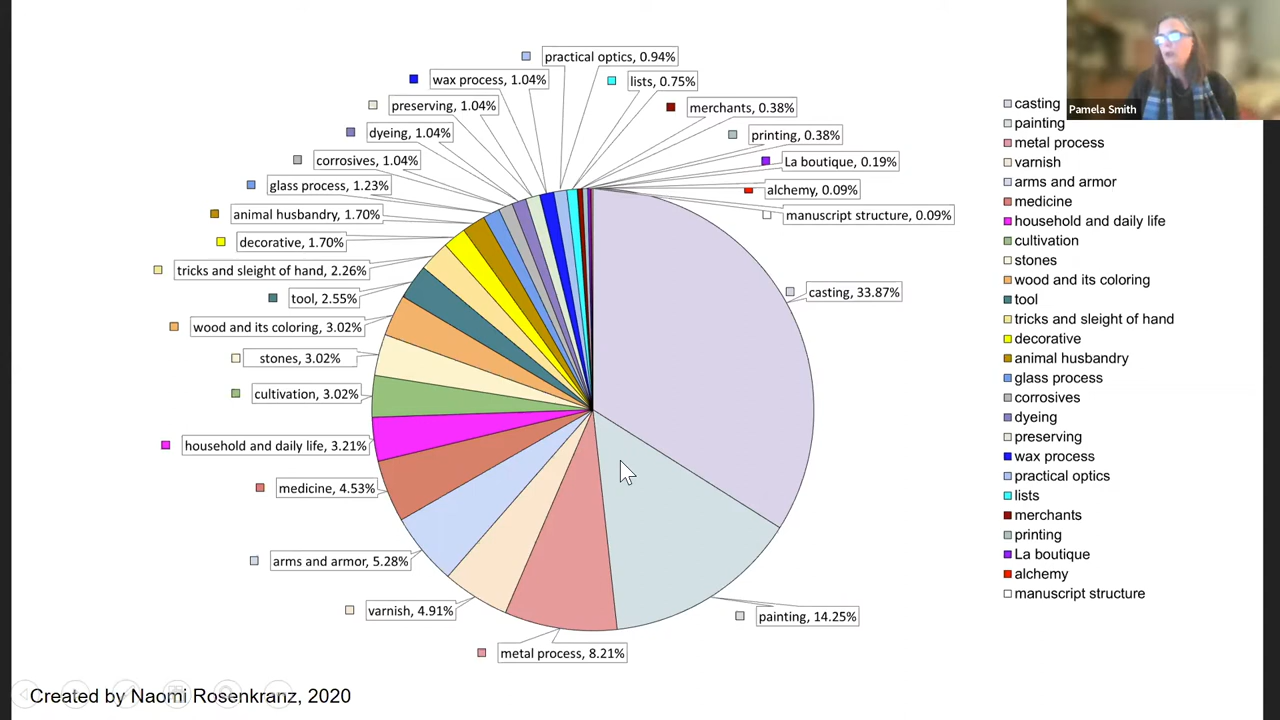 practical optics, 0.94%
wax process, 1.04%
lists, 0.75%
preserving, 1.04%
merchants, 0.38%
dyeing, 1.04%
printing, 0.38%
corrosives, 1.04%
La boutique, 0.19%
glass process, 1.23%
alchemy, 0.09%
animal husbandry, 1.70%
manuscript structure, 0.09%
decorative, 1.70%
tricks and sleight of hand, 2.26%
casting, 33.87%
tool, 2.55%
wood and its coloring, 3.02%
stones, 3.02%
cultivation, 3.02%
household and daily life, 3.21%
medicine, 4.53%
arms and armor, 5.28%
varnish, 4.91%
painting, 14.25%
metal process, 8.21%
Pamela Smith
casting
painting
metal process
varnish
arms and armor
medicine
household and daily life
cultivation
stones
wood and its coloring
tool
tricks and sleight of hand
decorative
animal husbandry
glass process
corrosives
dyeing
preserving
wax process
practical optics
lists
merchants
printing
La boutique
alchemy
manuscript structure
Created by Naomi Rosenkranz, 2020